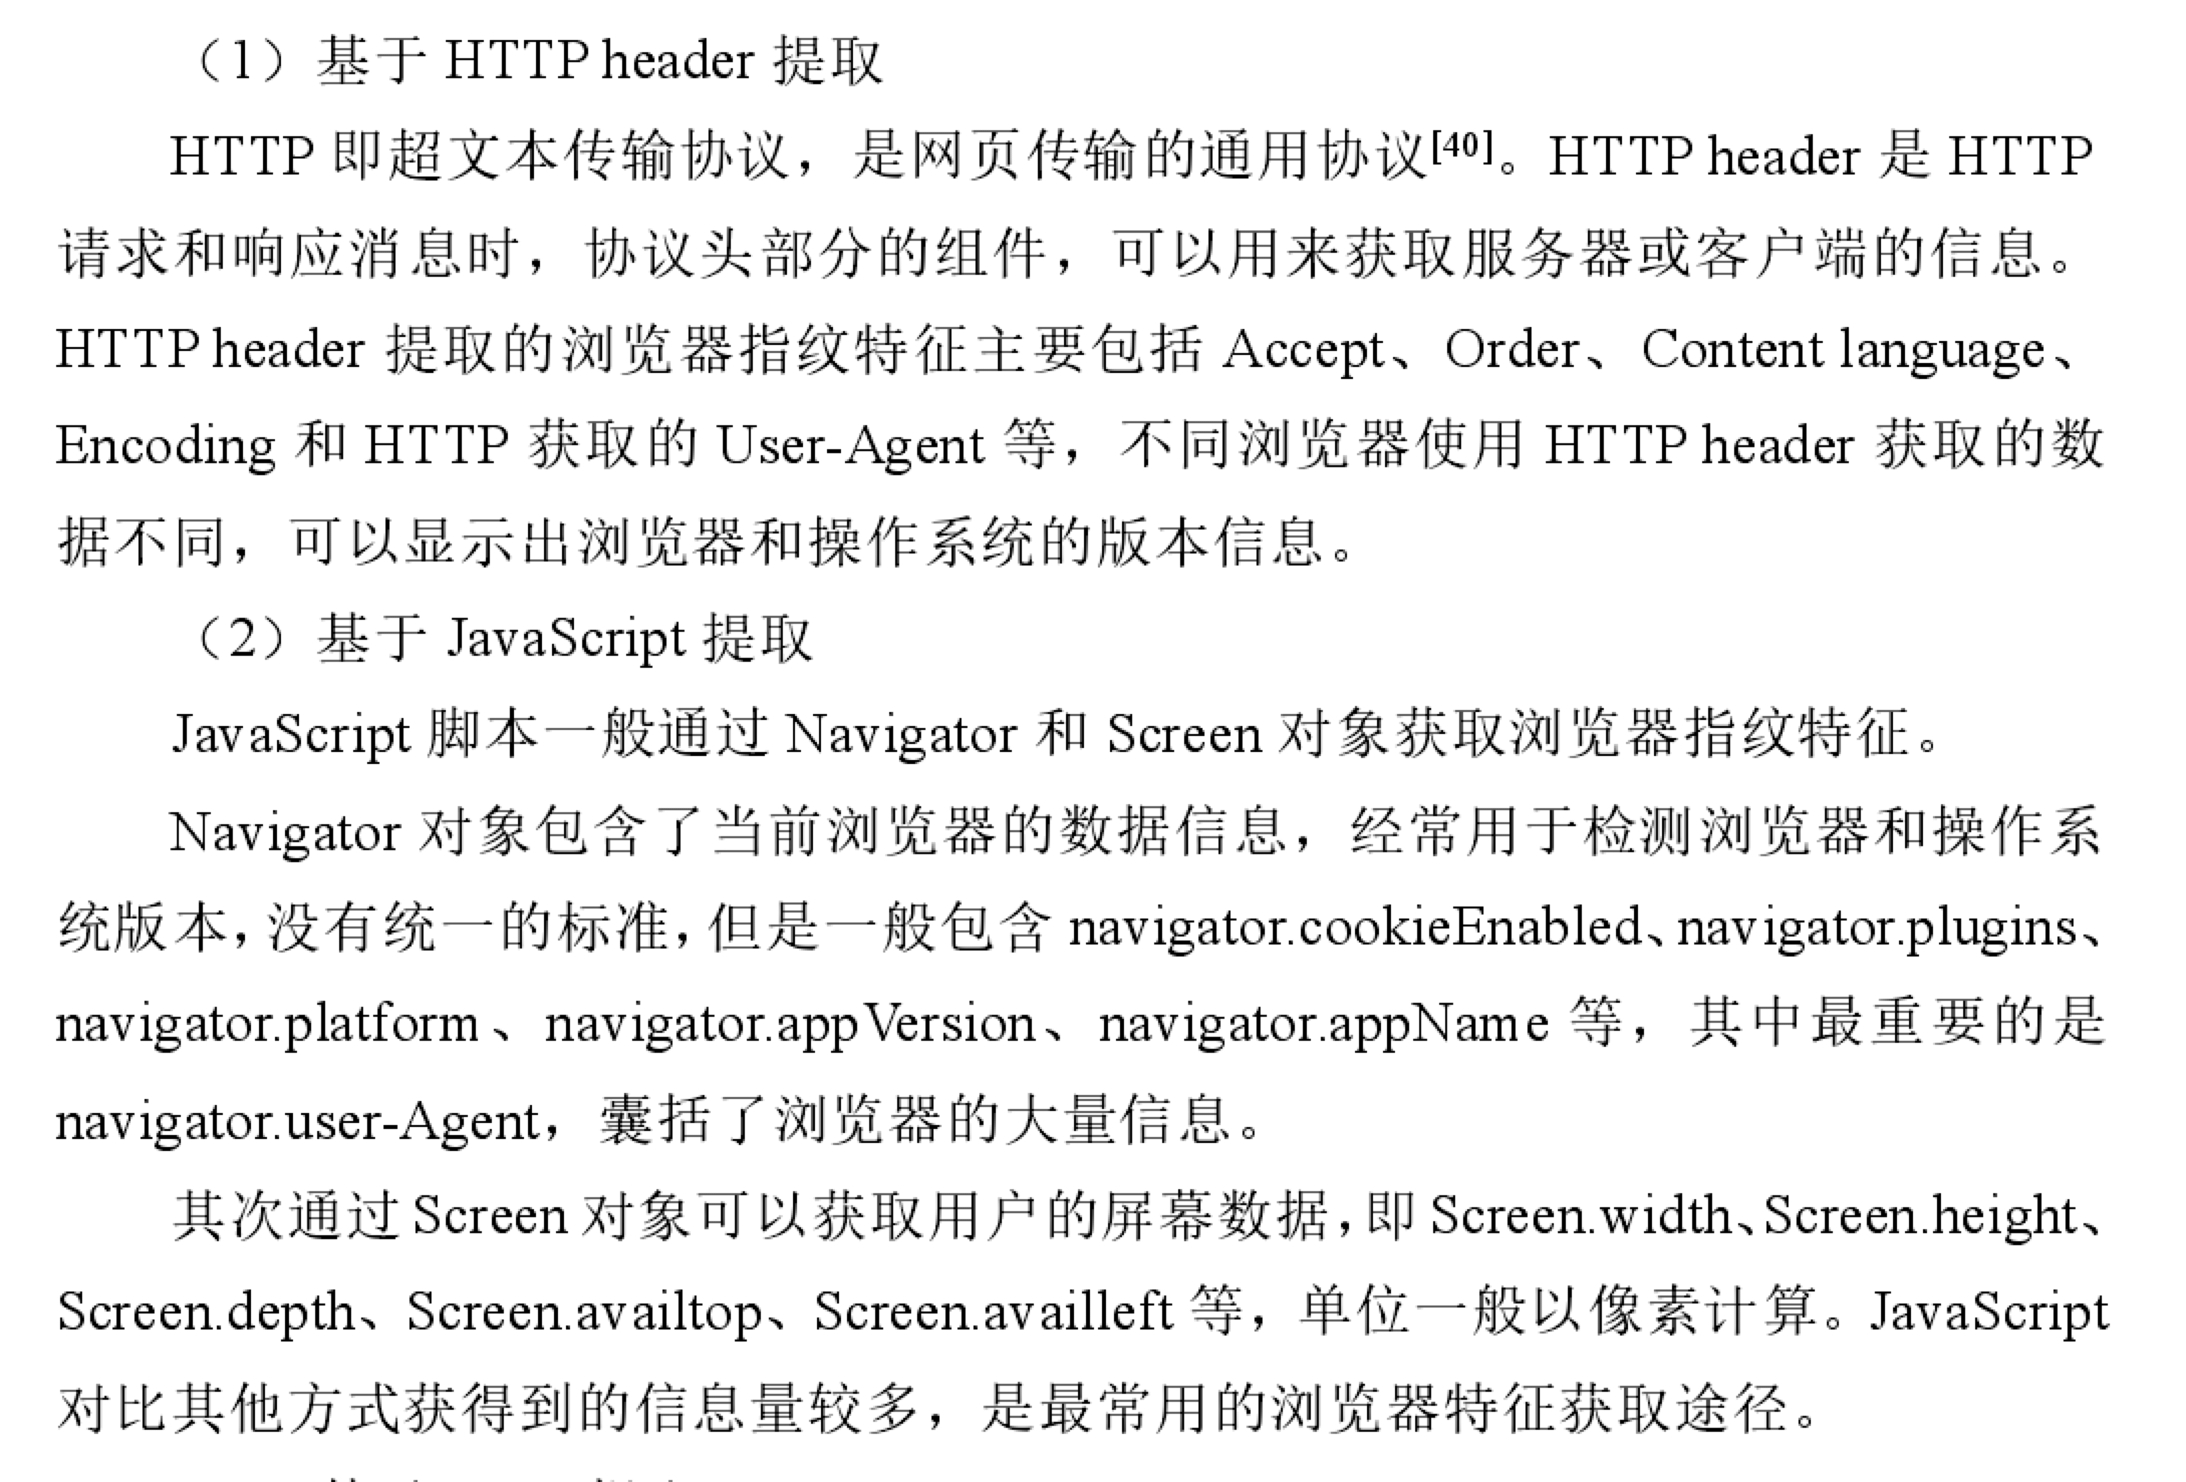 （1）基于 HTTP header 提取
HTTP 即超文本传输协议，是网页传输的通用协议[40]。HTTP header 是 HTTP
请求和响应消息时，协议头部分的组件，可以用来获取服务器或客户端的信息。
HTTP header 提取的浏览器指纹特征主要包括 Accept、Order、Content language、
Encoding 和 HTTP 获取的 User-Agent 等，不同浏览器使用 HTTP header 获取的数
据不同，可以显示出浏览器和操作系统的版本信息。
（2）基于 JavaScript 提取
JavaScript 脚本一般通过 Navigator 和 Screen 对象获取浏览器指纹特征。
Navigator 对象包含了当前浏览器的数据信息，经常用于检测浏览器和操作系
统版本，没有统一的标准，但是一般包含 navigator.cookieEnabled、navigator.plugins、
navigator.platform、navigator.appVersion、navigator.appName 等，其中最重要的是
navigator.user-Agent，囊括了浏览器的大量信息。
其次通过 Screen 对象可以获取用户的屏幕数据，即 Screen.width、Screen.height、
Screen.depth、Screen.availtop、Screen.availleft 等，单位一般以像素计算。JavaScript
对比其他方式获得到的信息量较多，是最常用的浏览器特征获取途径。